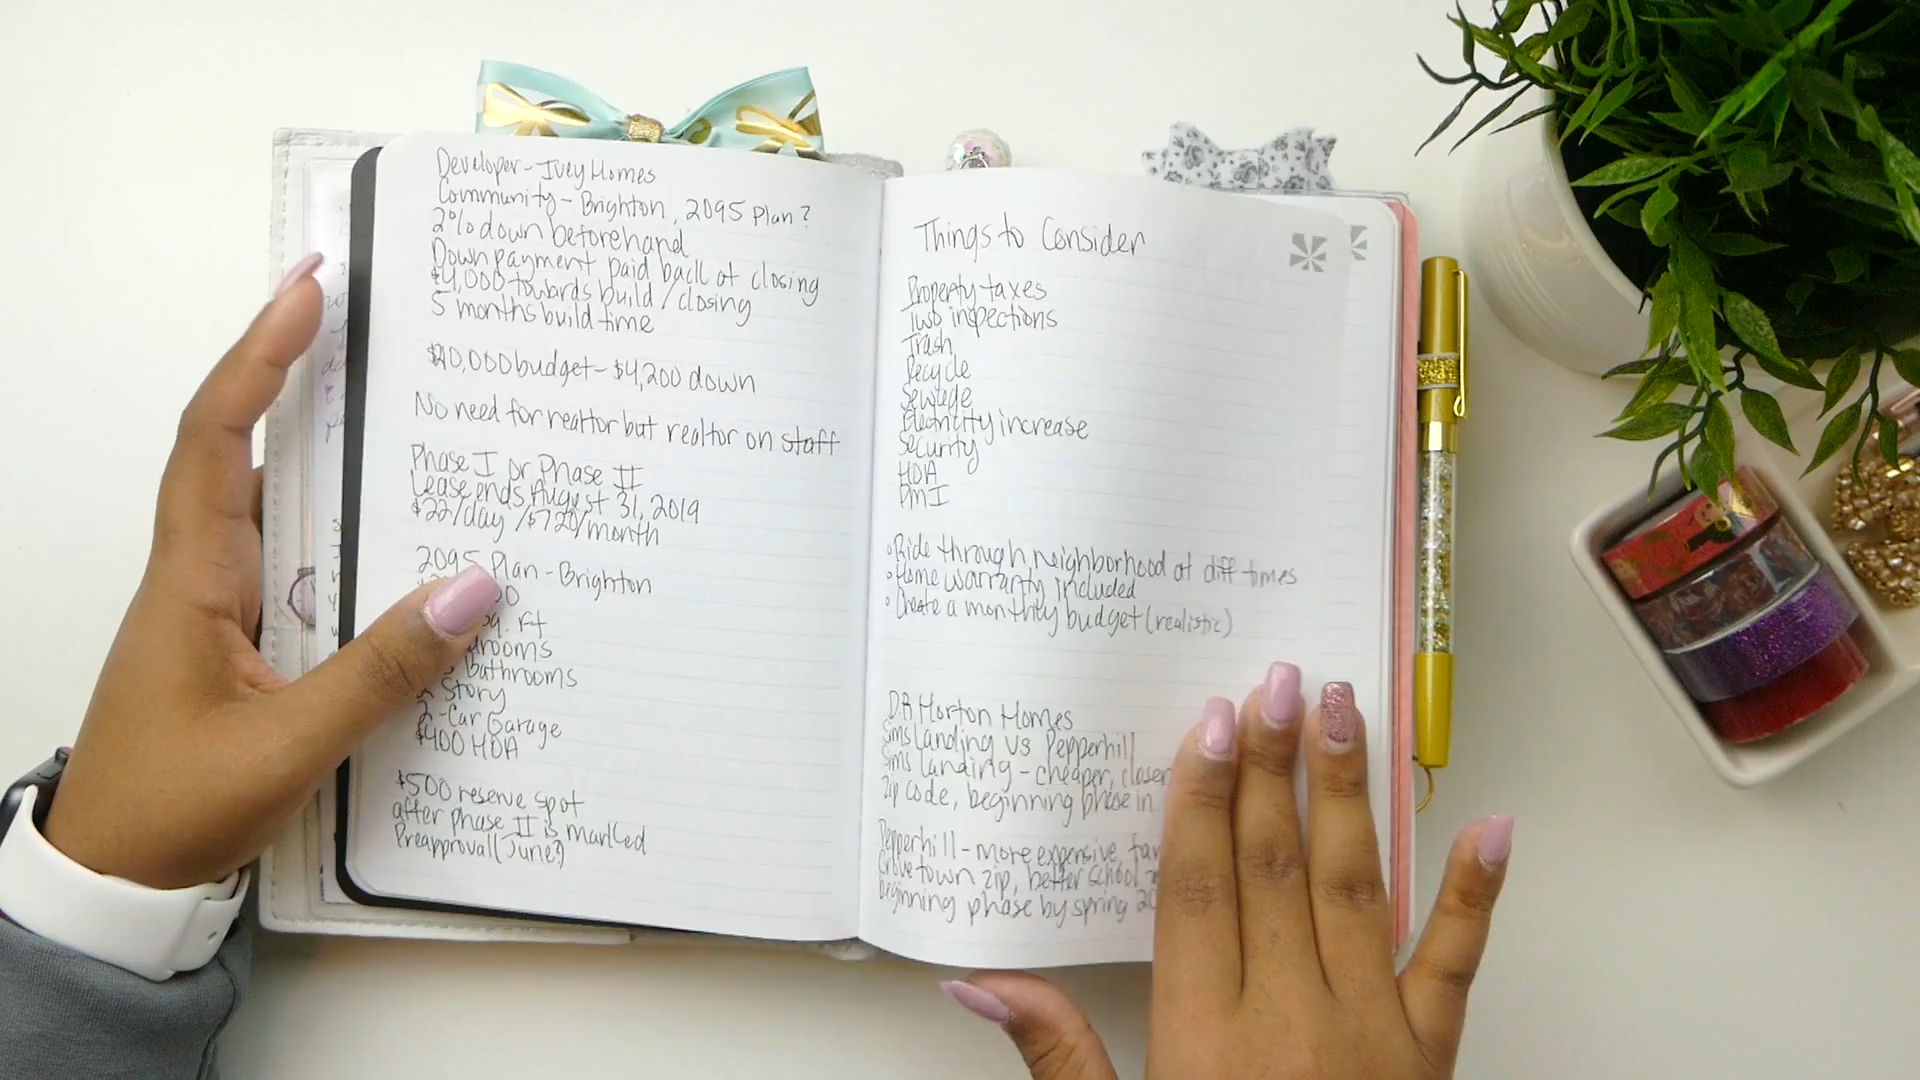 Developer - Ivey Homes
Community - Brighton, 2095 Plan?
2% down beforehand
Down payment paid back at closing
$4,000 towards build / closing
5 months build time
budget - $4,200 down
No need for realtor but realtor on staff
Phase I or Phase II
Lease ends August 31, 2019
$22/day / $720/month
2095 Plan - Brighton
Sq. Ft
Bathrooms
Story
2-Car Garage
$400 HOA
$500 reserve spot
after phase II is marked
Preapproval (June?)
Things to Consider
Property taxes
Two inpections
Trash
Recycle
Sewage
Electricity increase
Security
HOA
PMI
Ride through neighborhood at diff times
Home warranty included
Create a monthly budget (realistic)
DR Horton Homes
Sims Landing vs Pepperhill
Sims Landing - cheaper, closer
Zip code, beginning phase in
Pepperhill - more expensive,
Grovetown zip, better school
beginning phase by spring